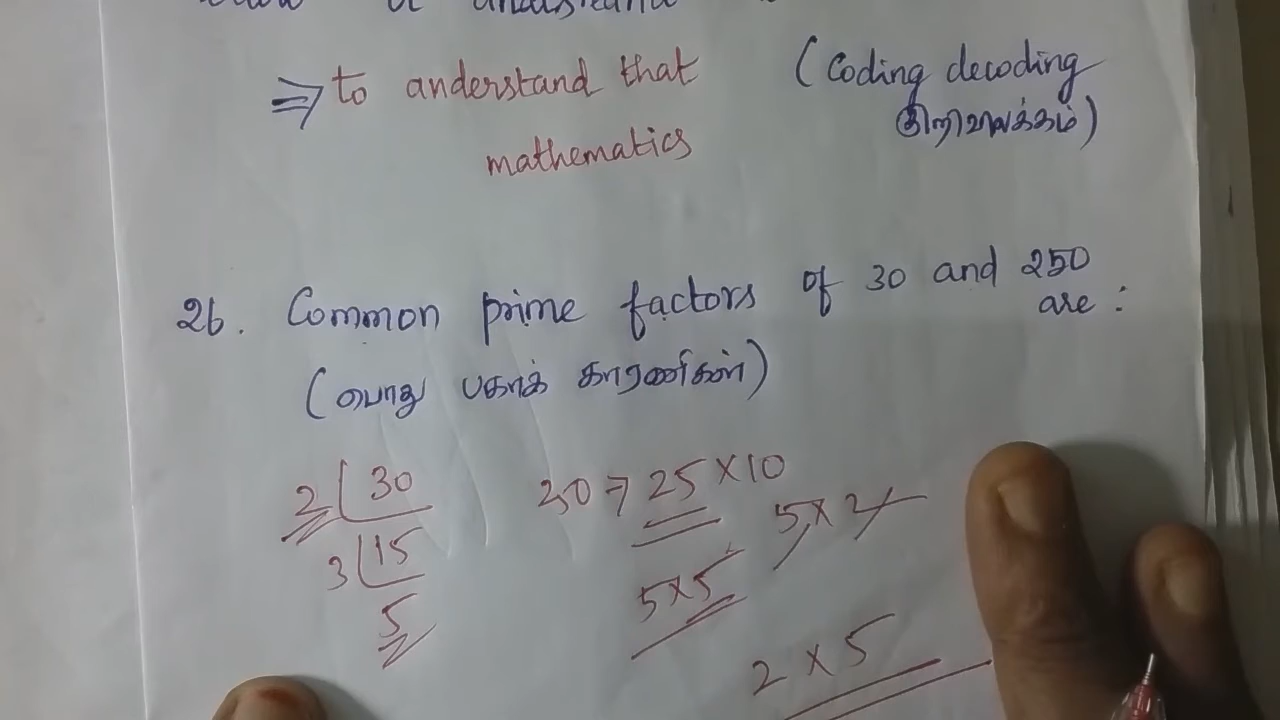 ⇒ to anderstand that
mathematics
(Coding decoding
குறிவிலக்கம்)
26. Common prime factors of 30 and 250
are :
(பொது பகாக் காரணிகள்)
2 | 30
3 | 15
5
250 ⇒ 25 × 10
5 × 2
5 × 5
2 × 5